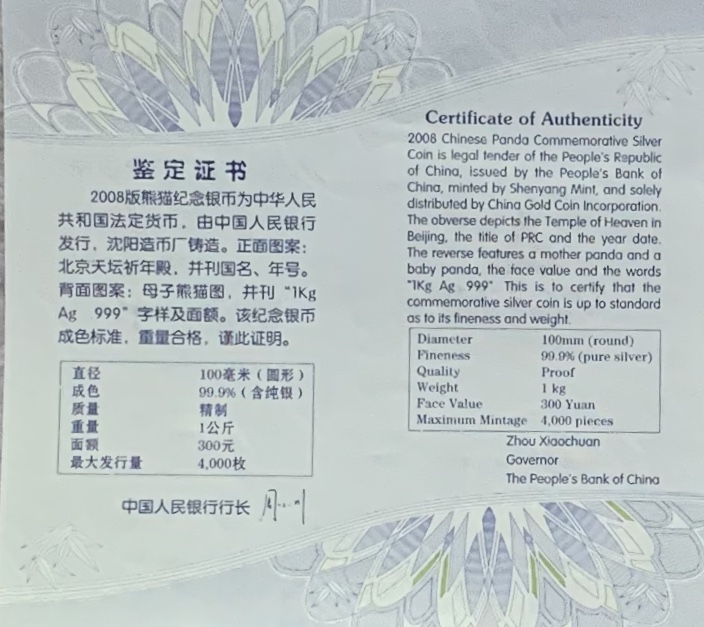 鉴定证书
2008版熊猫纪念银币为中华人民
共和国法定货币，由中国人民银行
发行，沈阳造币厂铸造。正面图案：
北京天坛祈年殿，并刊国名、年号。
背面图案：母子熊猫图，并刊“1Kg
Ag 999”字样及面额。该纪念银币
成色标准，重量合格，谨此证明。
直径 100毫米（圆形）
成色 99.9%（含纯银）
质量 精制
重量 1公斤
面额 300元
最大发行量 4,000枚
中国人民银行行长
Certificate of Authenticity
2008 Chinese Panda Commemorative Silver
Coin is legal tender of the People's Republic
of China, issued by the People's Bank of
China, minted by Shenyang Mint, and solely
distributed by China Gold Coin Incorporation.
The obverse depicts the Temple of Heaven in
Beijing, the title of PRC and the year date.
The reverse features a mother panda and a
baby panda, the face value and the words
"1Kg Ag 999" This is to certify that the
commemorative silver coin is up to standard
as to its fineness and weight.
Diameter 100mm (round)
Fineness 99.9% (pure silver)
Quality Proof
Weight 1 kg
Face Value 300 Yuan
Maximum Mintage 4,000 pieces
Zhou Xiaochuan
Governor
The People's Bank of China